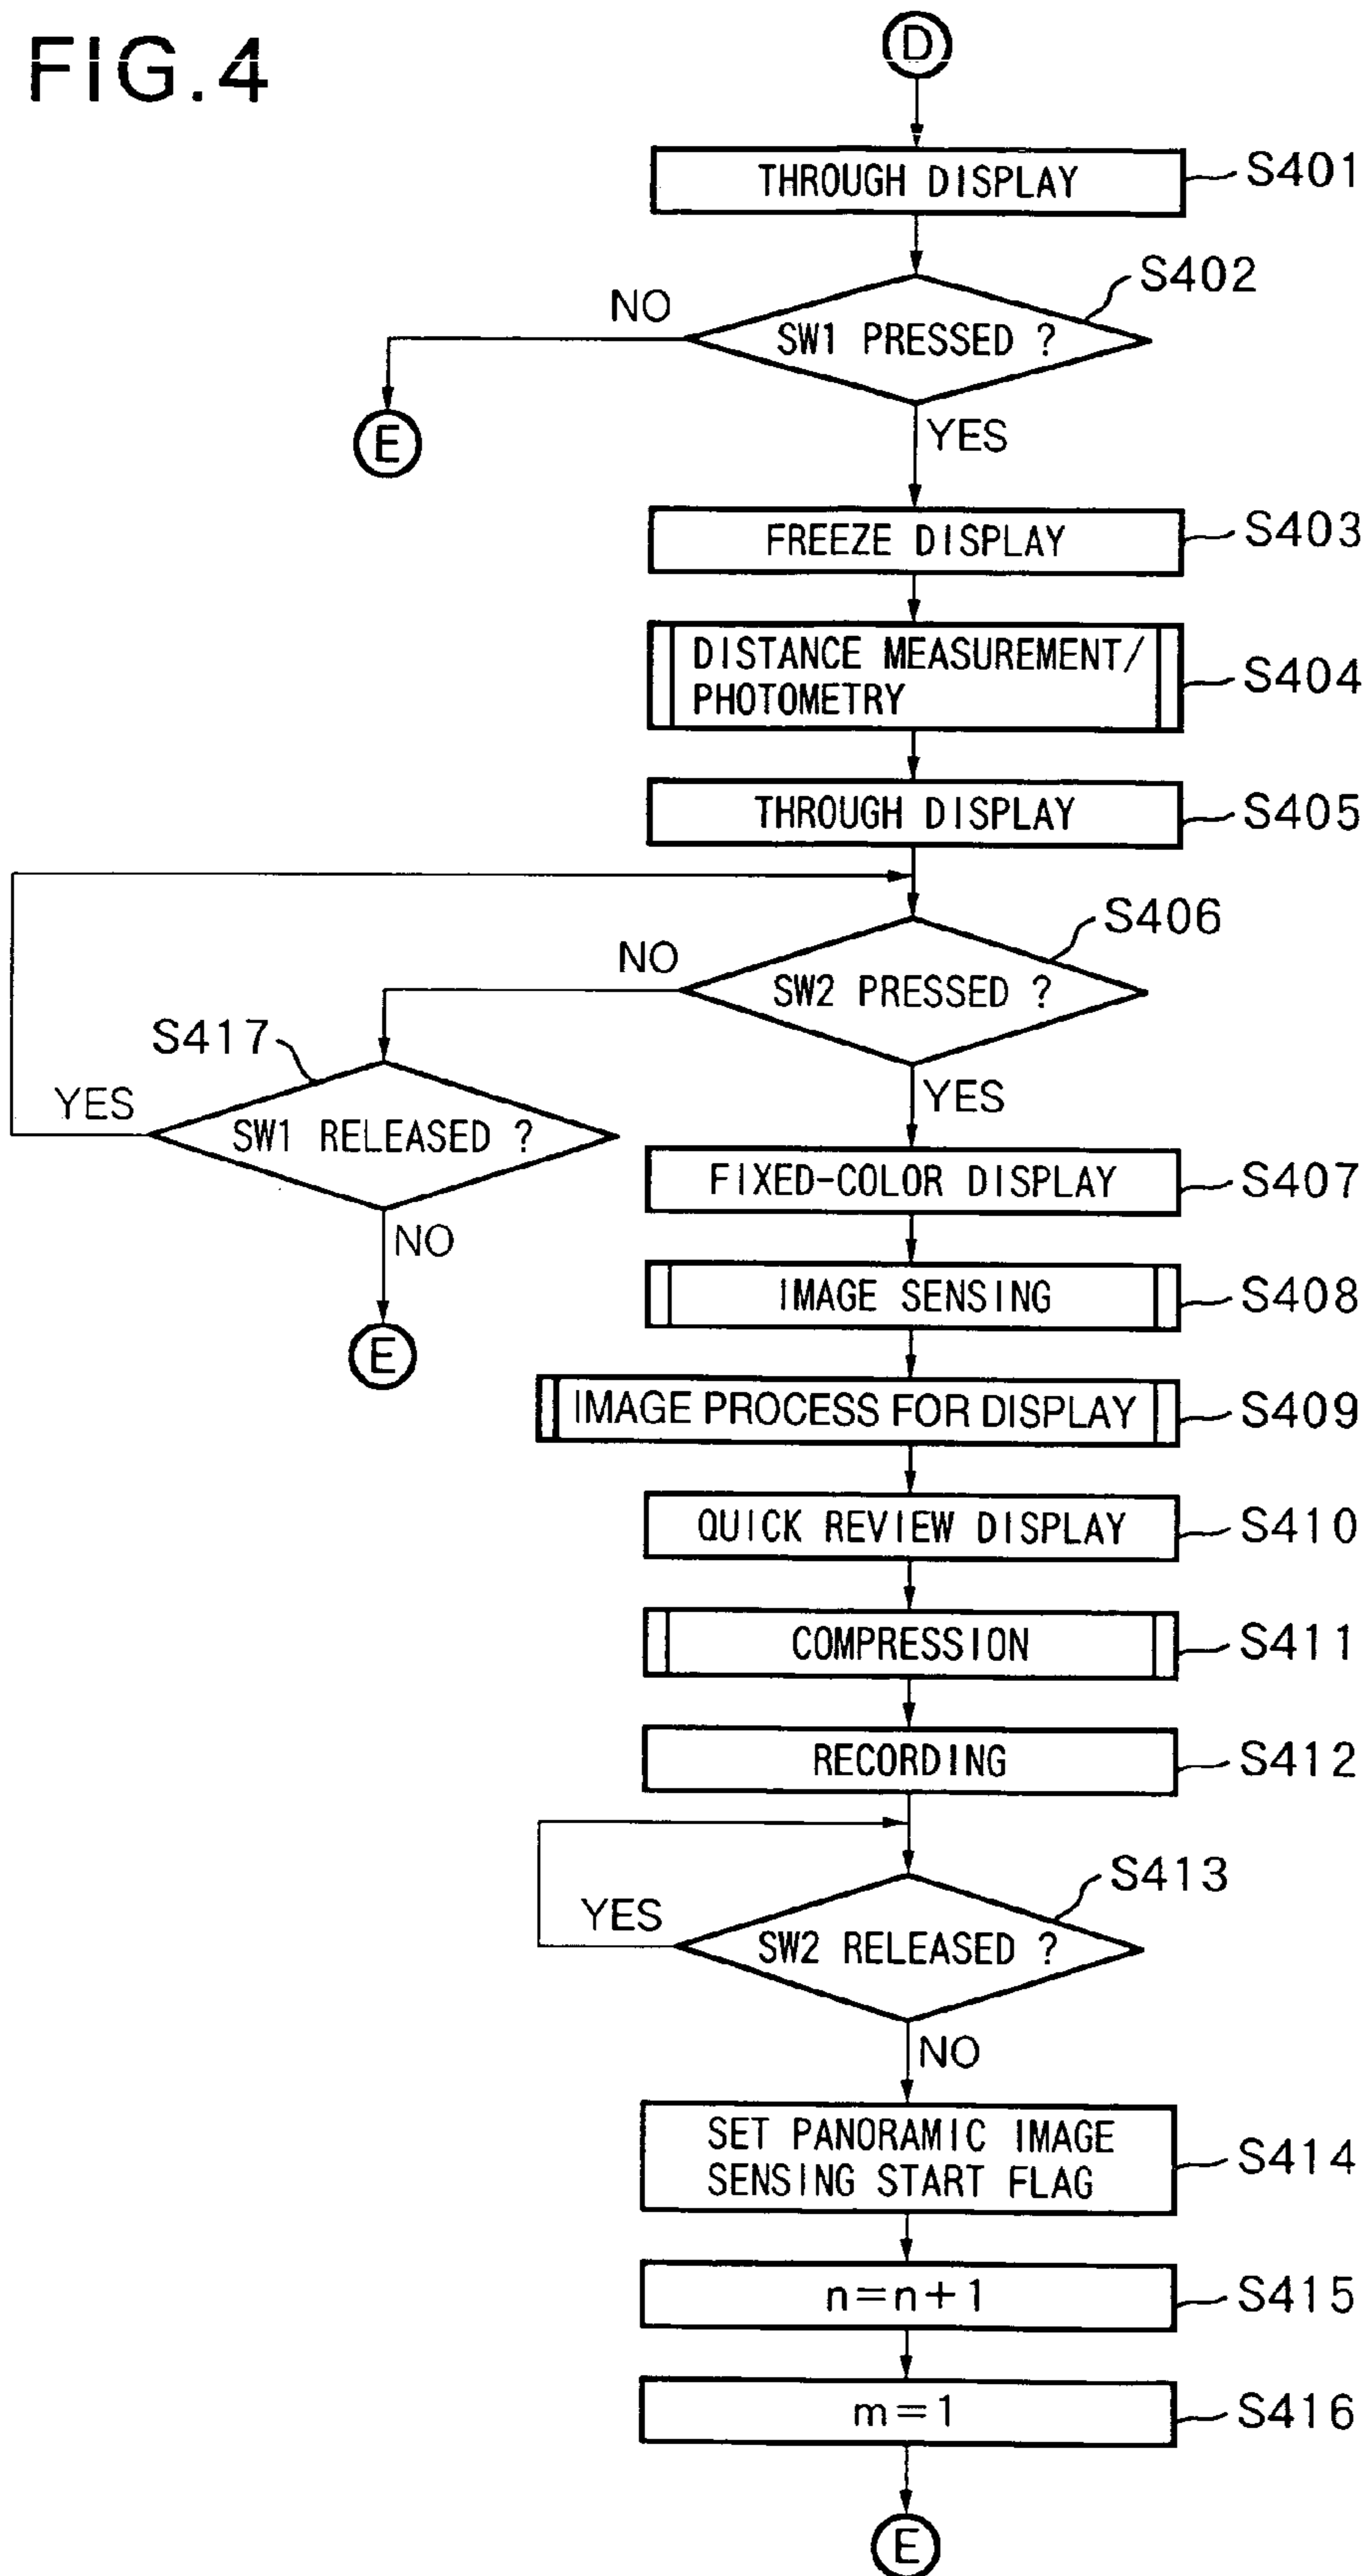 FIG.4
D
THROUGH DISPLAY
S401
S402
NO
SW1 PRESSED ?
E
YES
FREEZE DISPLAY
S403
DISTANCE MEASUREMENT/
PHOTOMETRY
S404
THROUGH DISPLAY
S405
S406
NO
SW2 PRESSED ?
S417
YES
SW1 RELEASED ?
YES
NO
E
FIXED-COLOR DISPLAY
S407
IMAGE SENSING
S408
IMAGE PROCESS FOR DISPLAY
S409
QUICK REVIEW DISPLAY
S410
COMPRESSION
S411
RECORDING
S412
S413
YES
SW2 RELEASED ?
NO
SET PANORAMIC IMAGE
SENSING START FLAG
S414
n=n+1
S415
m=1
S416
E